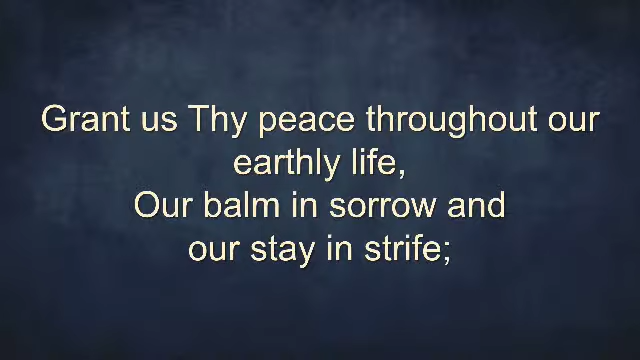 Grant us Thy peace throughout our
earthly life,
Our balm in sorrow and
our stay in strife;